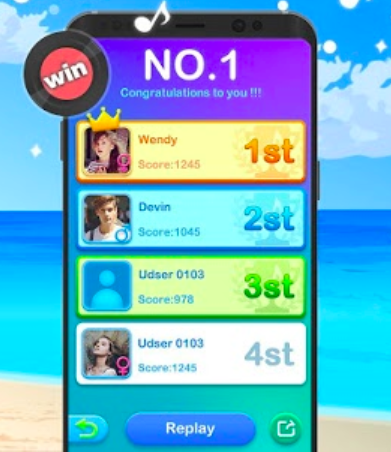 win
NO.1
Congratulations to you !!!
Wendy
Score:1245
1st
Devin
Score:1045
2st
Udser 0103
Score:978
3st
Udser 0103
Score:1245
4st
Replay